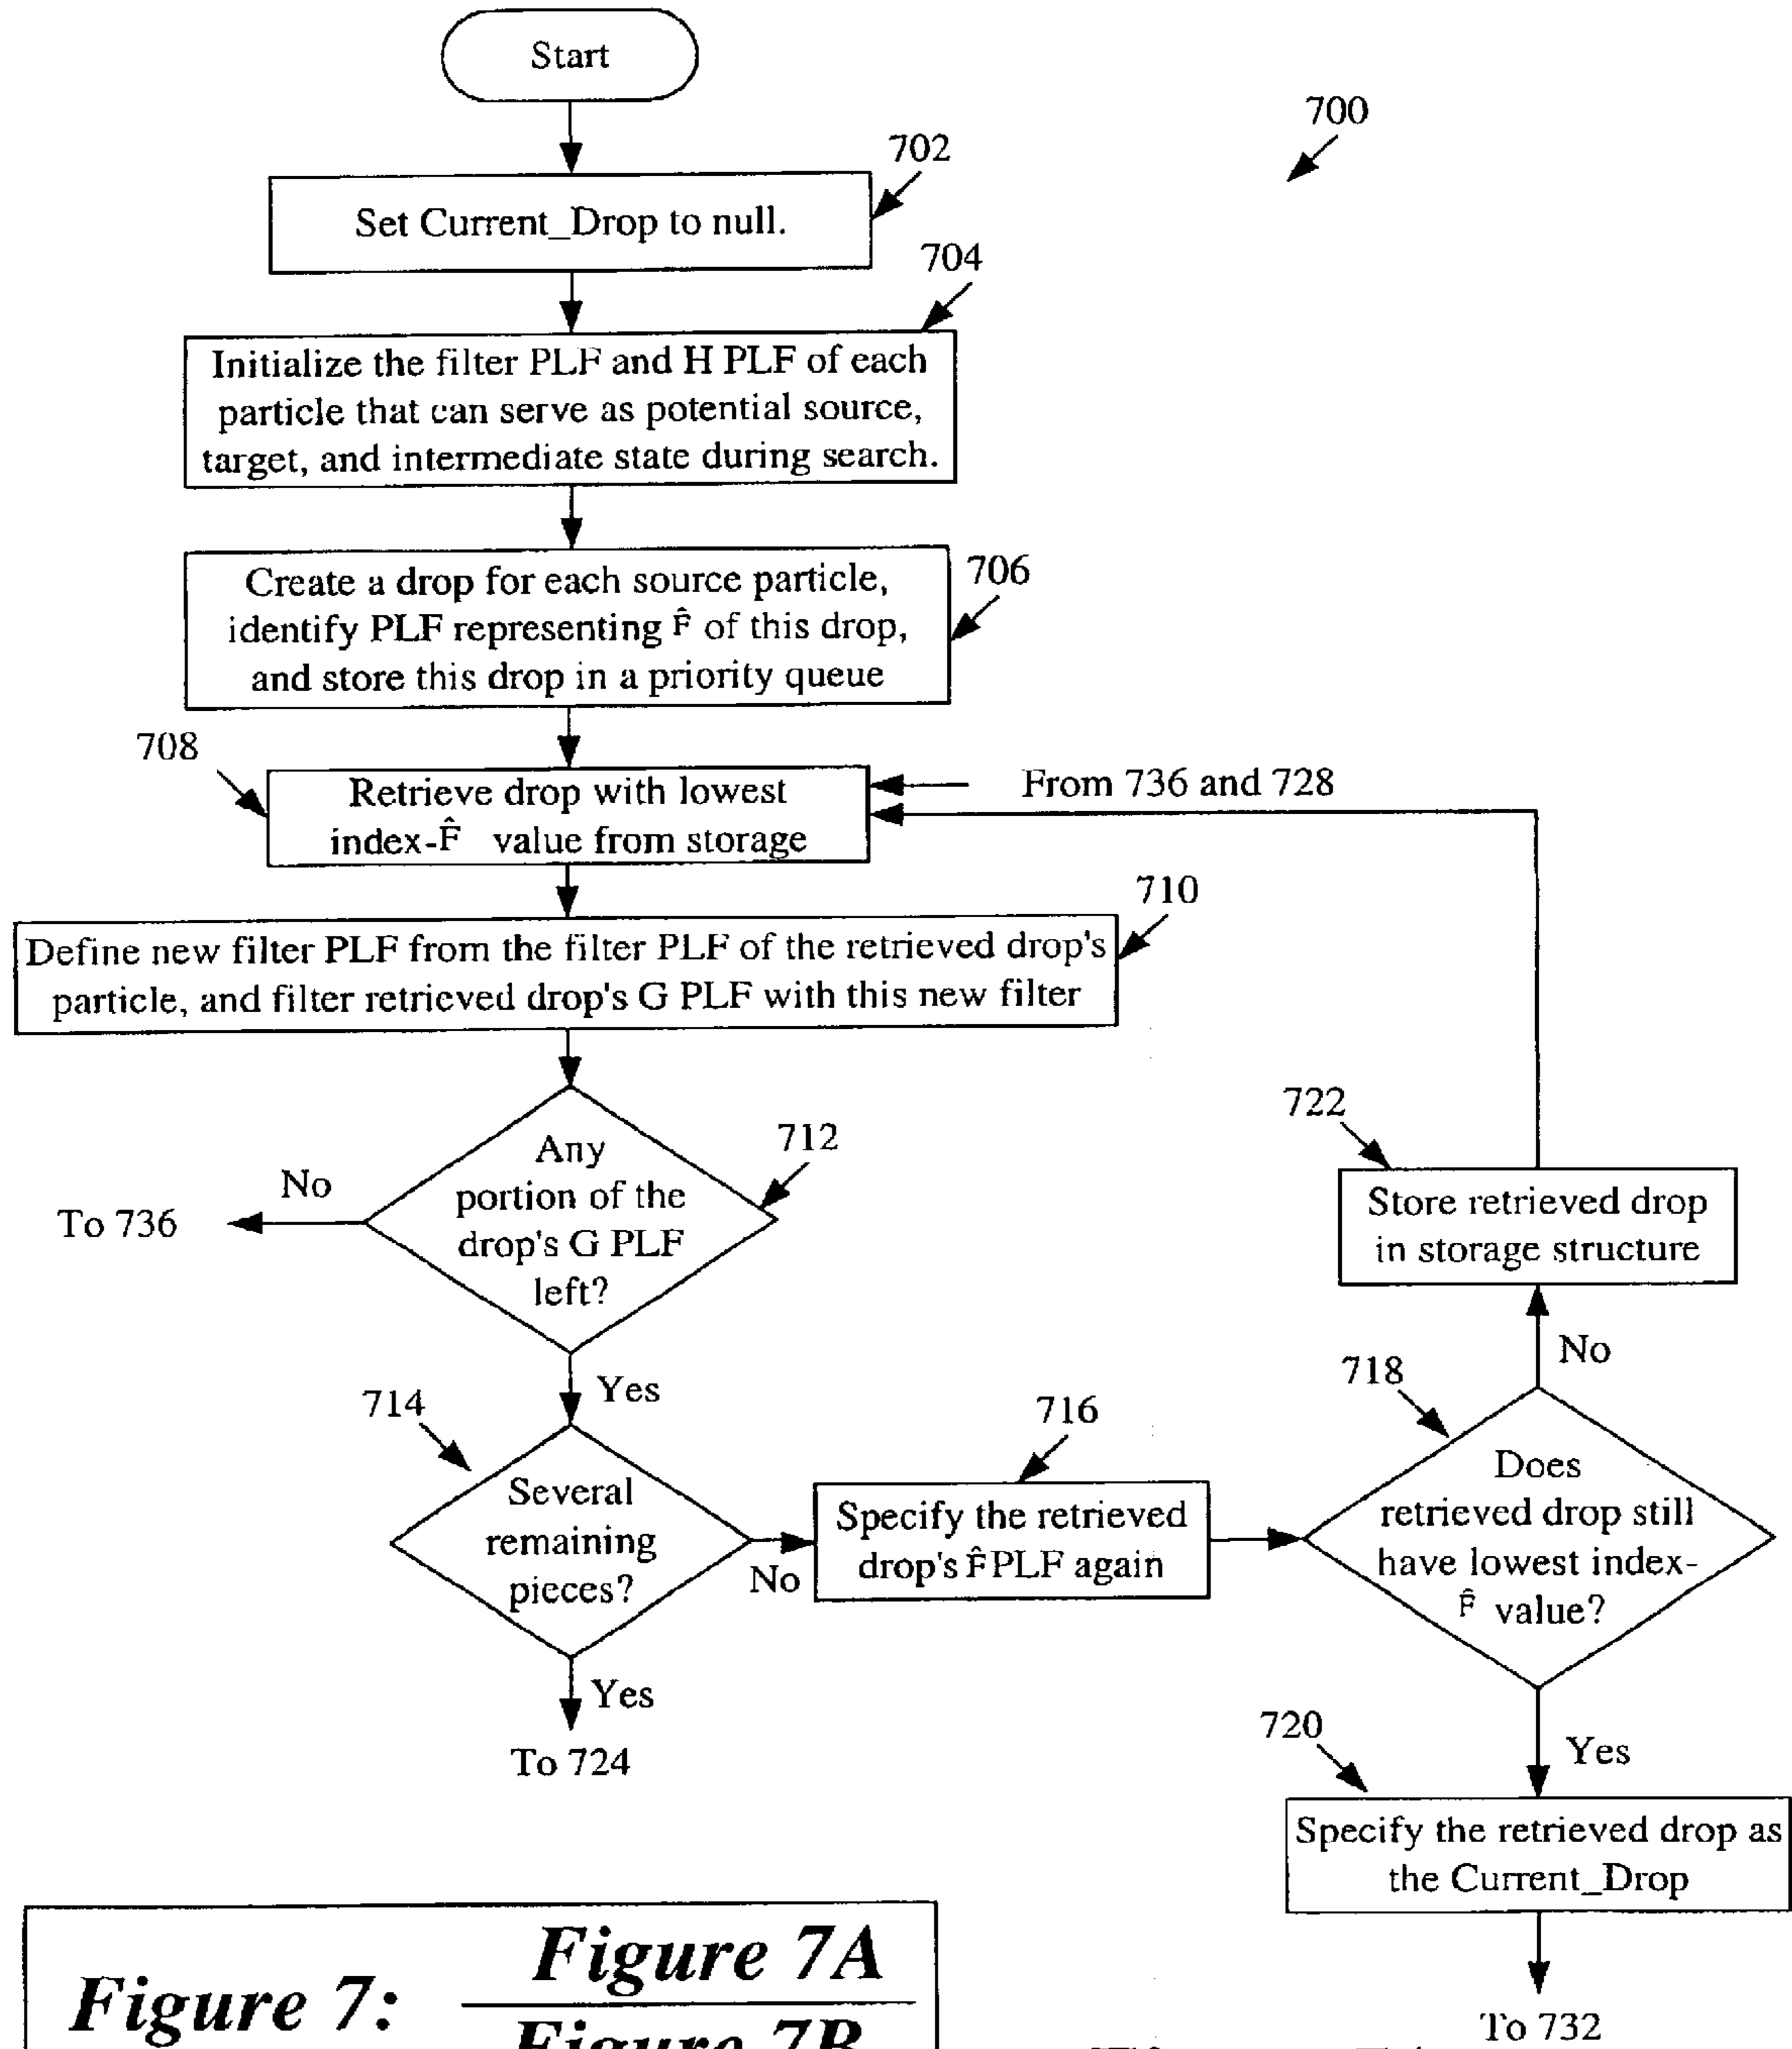 Start
700
702
Set Current_Drop to null.
704
Initialize the filter PLF and H PLF of each
particle that can serve as potential source,
target, and intermediate state during search.
706
Create a drop for each source particle,
identify PLF representing F̂ of this drop,
and store this drop in a priority queue
708
Retrieve drop with lowest
index-F̂ value from storage
From 736 and 728
710
Define new filter PLF from the filter PLF of the retrieved drop's
particle, and filter retrieved drop's G PLF with this new filter
712
Any
portion of the
drop's G PLF
left?
No
To 736
Yes
714
Several
remaining
pieces?
No
Yes
To 724
716
Specify the retrieved
drop's F̂ PLF again
718
Does
retrieved drop still
have lowest index-
F̂ value?
No
722
Store retrieved drop
in storage structure
Yes
720
Specify the retrieved drop as
the Current_Drop
To 732
Figure 7:
Figure 7A
Figure 7B